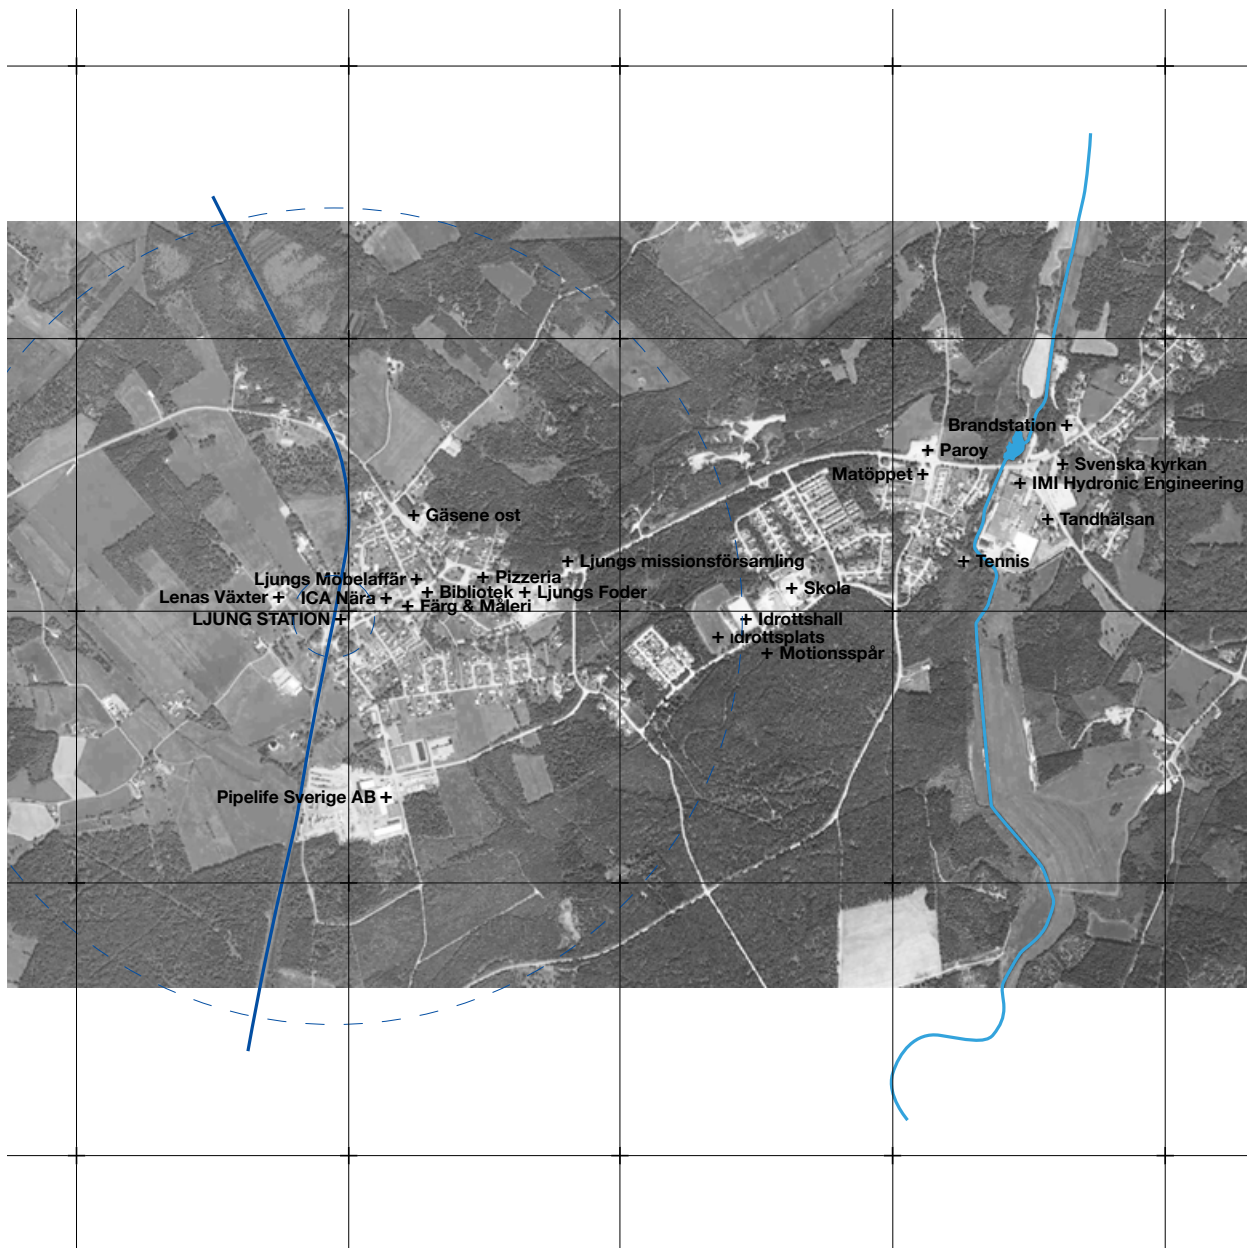 Brandstation
Paroy
Svenska kyrkan
Matöppet
IMI Hydronic Engineering
Gäsene ost
Tandhälsan
Ljungs missionsförsamling
Tennis
Ljungs Möbelaffär
Pizzeria
Skola
Lenas Växter
ICA Nära
Bibliotek
Ljungs Foder
Färg & Måleri
LJUNG STATION
Idrottshall
Idrottsplats
Motionsspår
Pipelife Sverige AB